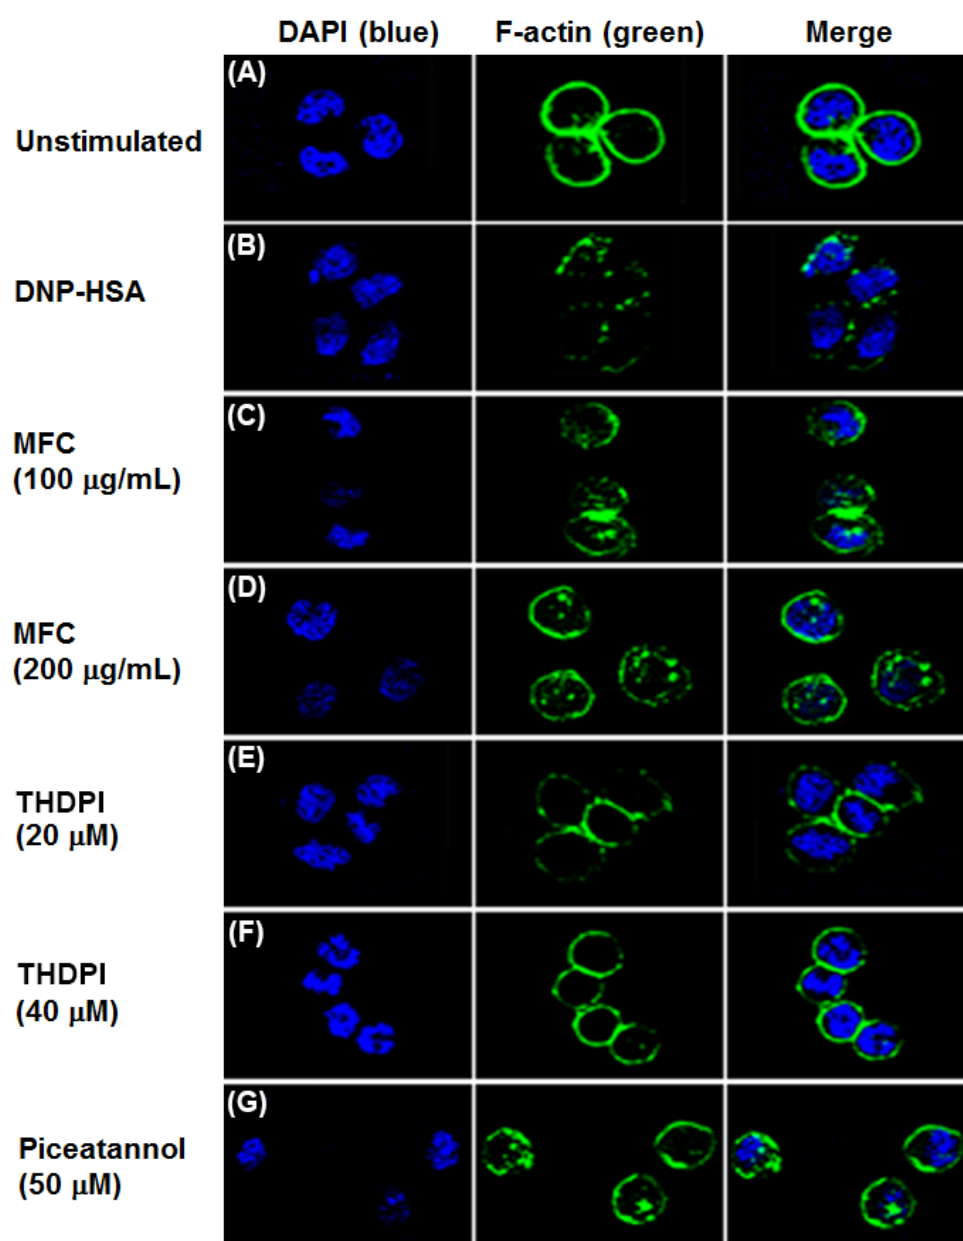 DAPI (blue) F-actin (green) Merge
(A)
Unstimulated
(B)
DNP-HSA
(C)
MFC
(100 μg/mL)
(D)
MFC
(200 μg/mL)
(E)
THDPI
(20 μM)
(F)
THDPI
(40 μM)
(G)
Piceatannol
(50 μM)